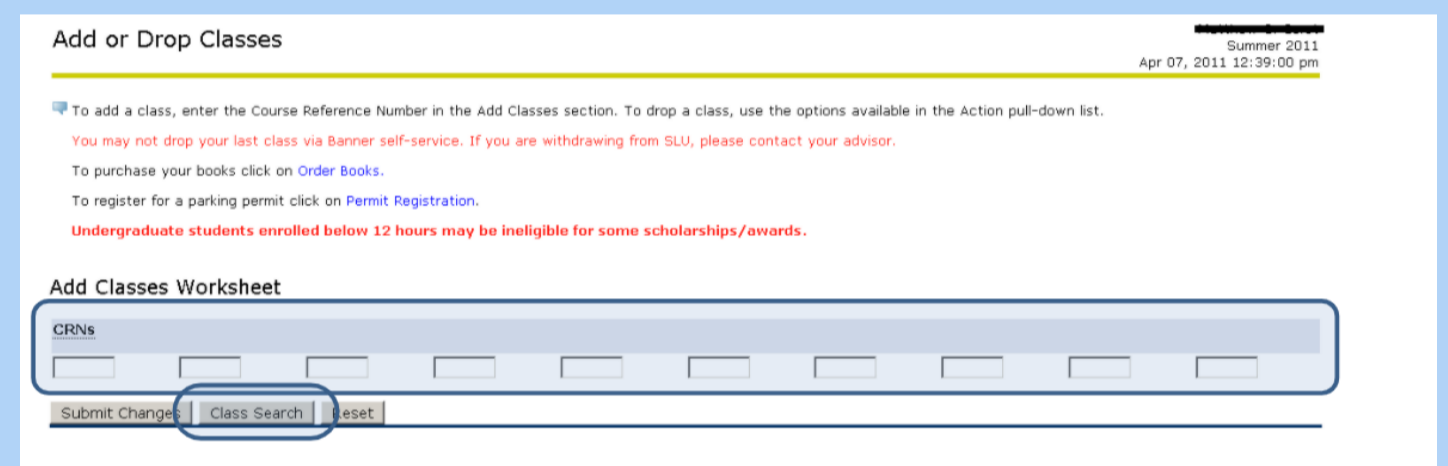 Add or Drop Classes
Summer 2011
Apr 07, 2011 12:39:00 pm
To add a class, enter the Course Reference Number in the Add Classes section. To drop a class, use the options available in the Action pull-down list.
You may not drop your last class via Banner self-service. If you are withdrawing from SLU, please contact your advisor.
To purchase your books click on Order Books.
To register for a parking permit click on Permit Registration.
Undergraduate students enrolled below 12 hours may be ineligible for some scholarships/awards.
Add Classes Worksheet
CRNs
Submit Changes Class Search Reset